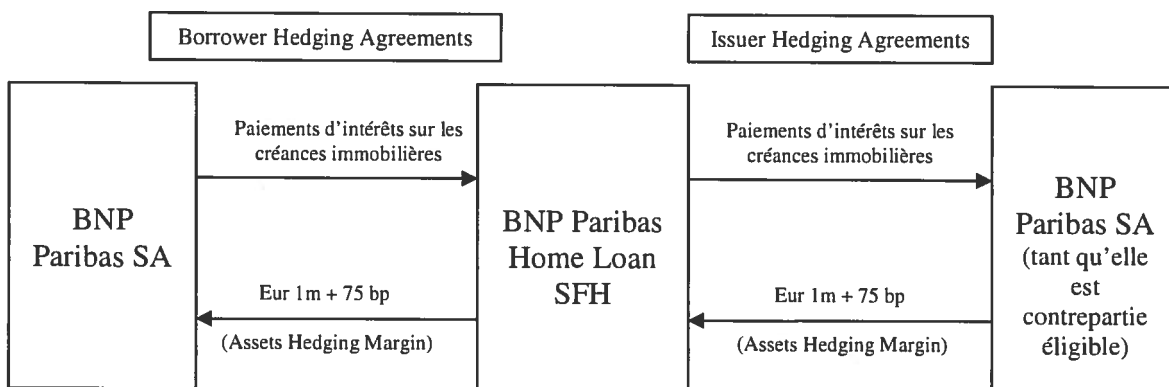 Borrower Hedging Agreements
Issuer Hedging Agreements
BNP
Paribas SA
Paiements d'intérêts sur les
créances immobilières
Eur 1m + 75 bp
(Assets Hedging Margin)
BNP Paribas
Home Loan
SFH
Paiements d'intérêts sur les
créances immobilières
Eur 1m + 75 bp
(Assets Hedging Margin)
BNP
Paribas SA
(tant qu'elle
est
contrepartie
éligible)